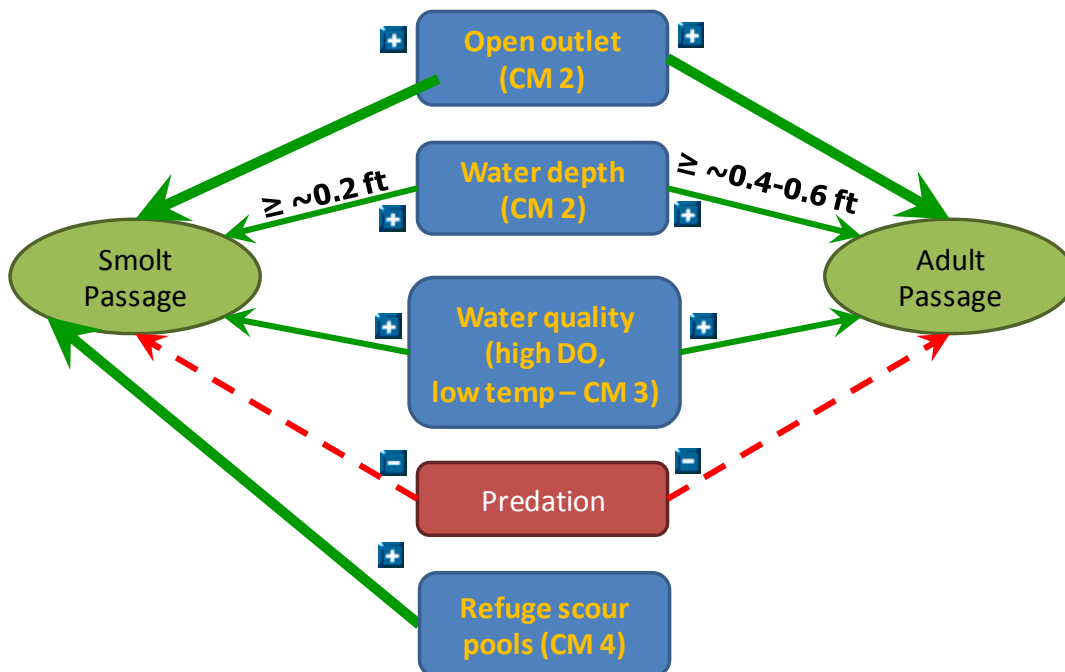 +
+
Open outlet
(CM 2)
≥ ~0.2 ft
Water depth
(CM 2)
≥ ~0.4-0.6 ft
+
+
Smolt
Passage
Adult
Passage
+
Water quality
(high DO,
low temp – CM 3)
+
−
Predation
−
+
Refuge scour
pools (CM 4)